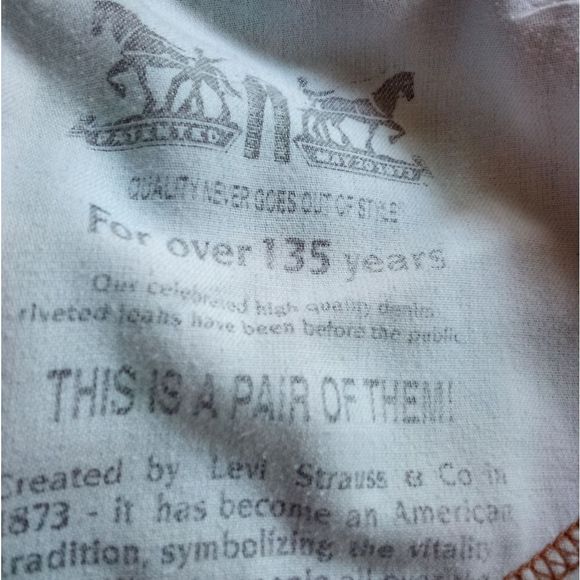 QUALITY NEVER GOES OUT OF STYLE
For over 135 years
Our celebrated high quality denim
riveted jeans have been before the public
THIS IS A PAIR OF THEM!
Created by Levi Strauss & Co in
1873 - it has become an American
tradition, symbolizing the vitality